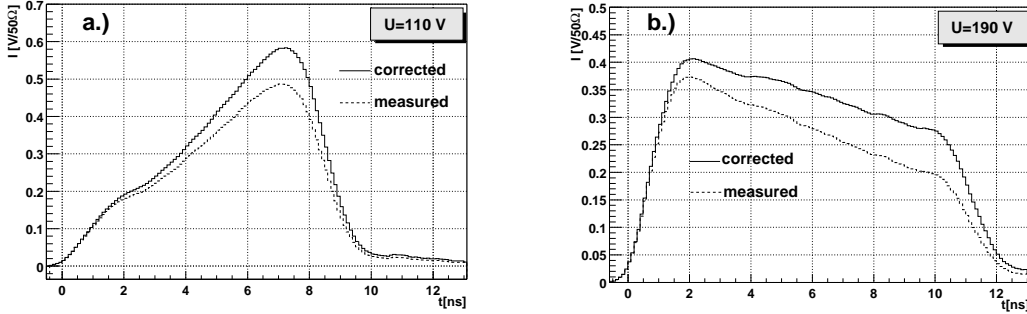 a.)
U=110 V
I [V/50Ω]
0.7
0.6
0.5
0.4
0.3
0.2
0.1
0
corrected
measured
0 2 4 6 8 10 12
t[ns]
b.)
U=190 V
I [V/50Ω]
0.5
0.45
0.4
0.35
0.3
0.25
0.2
0.15
0.1
0.05
0
corrected
measured
0 2 4 6 8 10 12
t[ns]